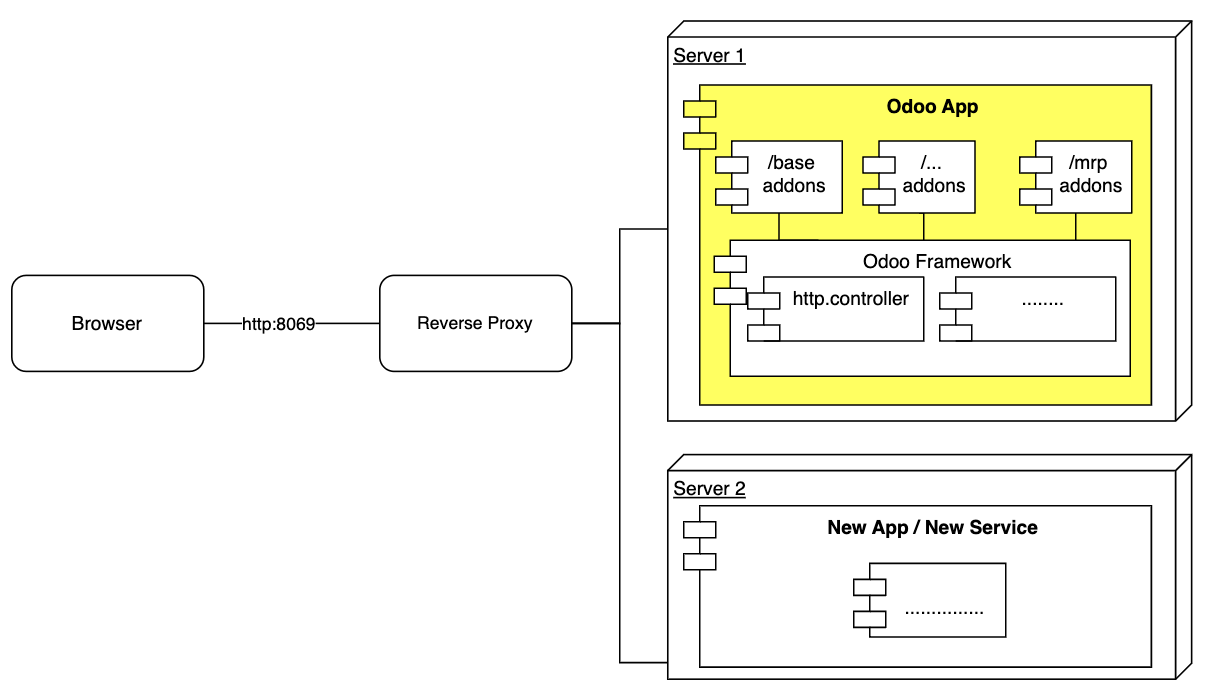 Server 1
Odoo App
/base
addons
/...
addons
/mrp
addons
Odoo Framework
http.controller
........
Browser
http:8069
Reverse Proxy
Server 2
New App / New Service
...............